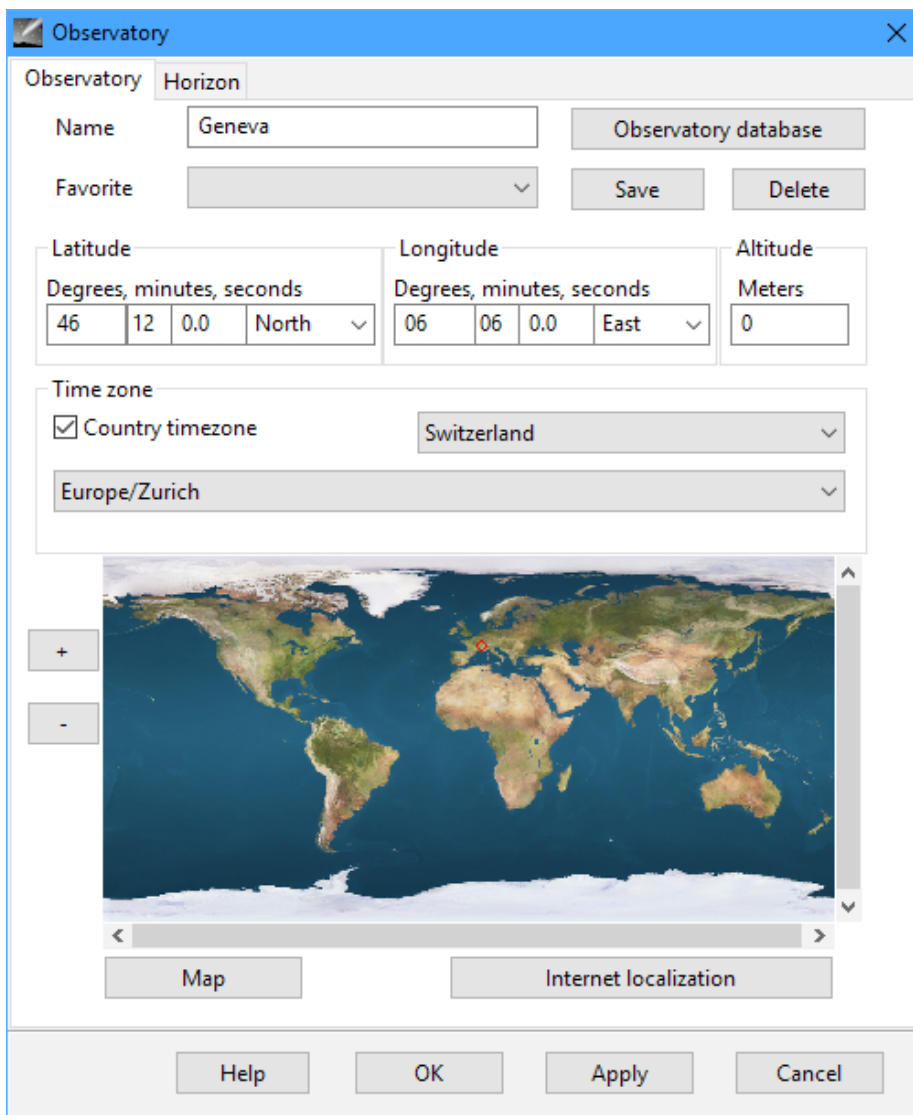 Observatory
Observatory Horizon
Name Geneva Observatory database
Favorite Save Delete
Latitude Longitude Altitude
Degrees, minutes, seconds Degrees, minutes, seconds Meters
46 12 0.0 North 06 06 0.0 East 0
Time zone
Country timezone Switzerland
Europe/Zurich
+
-
Map Internet localization
Help OK Apply Cancel